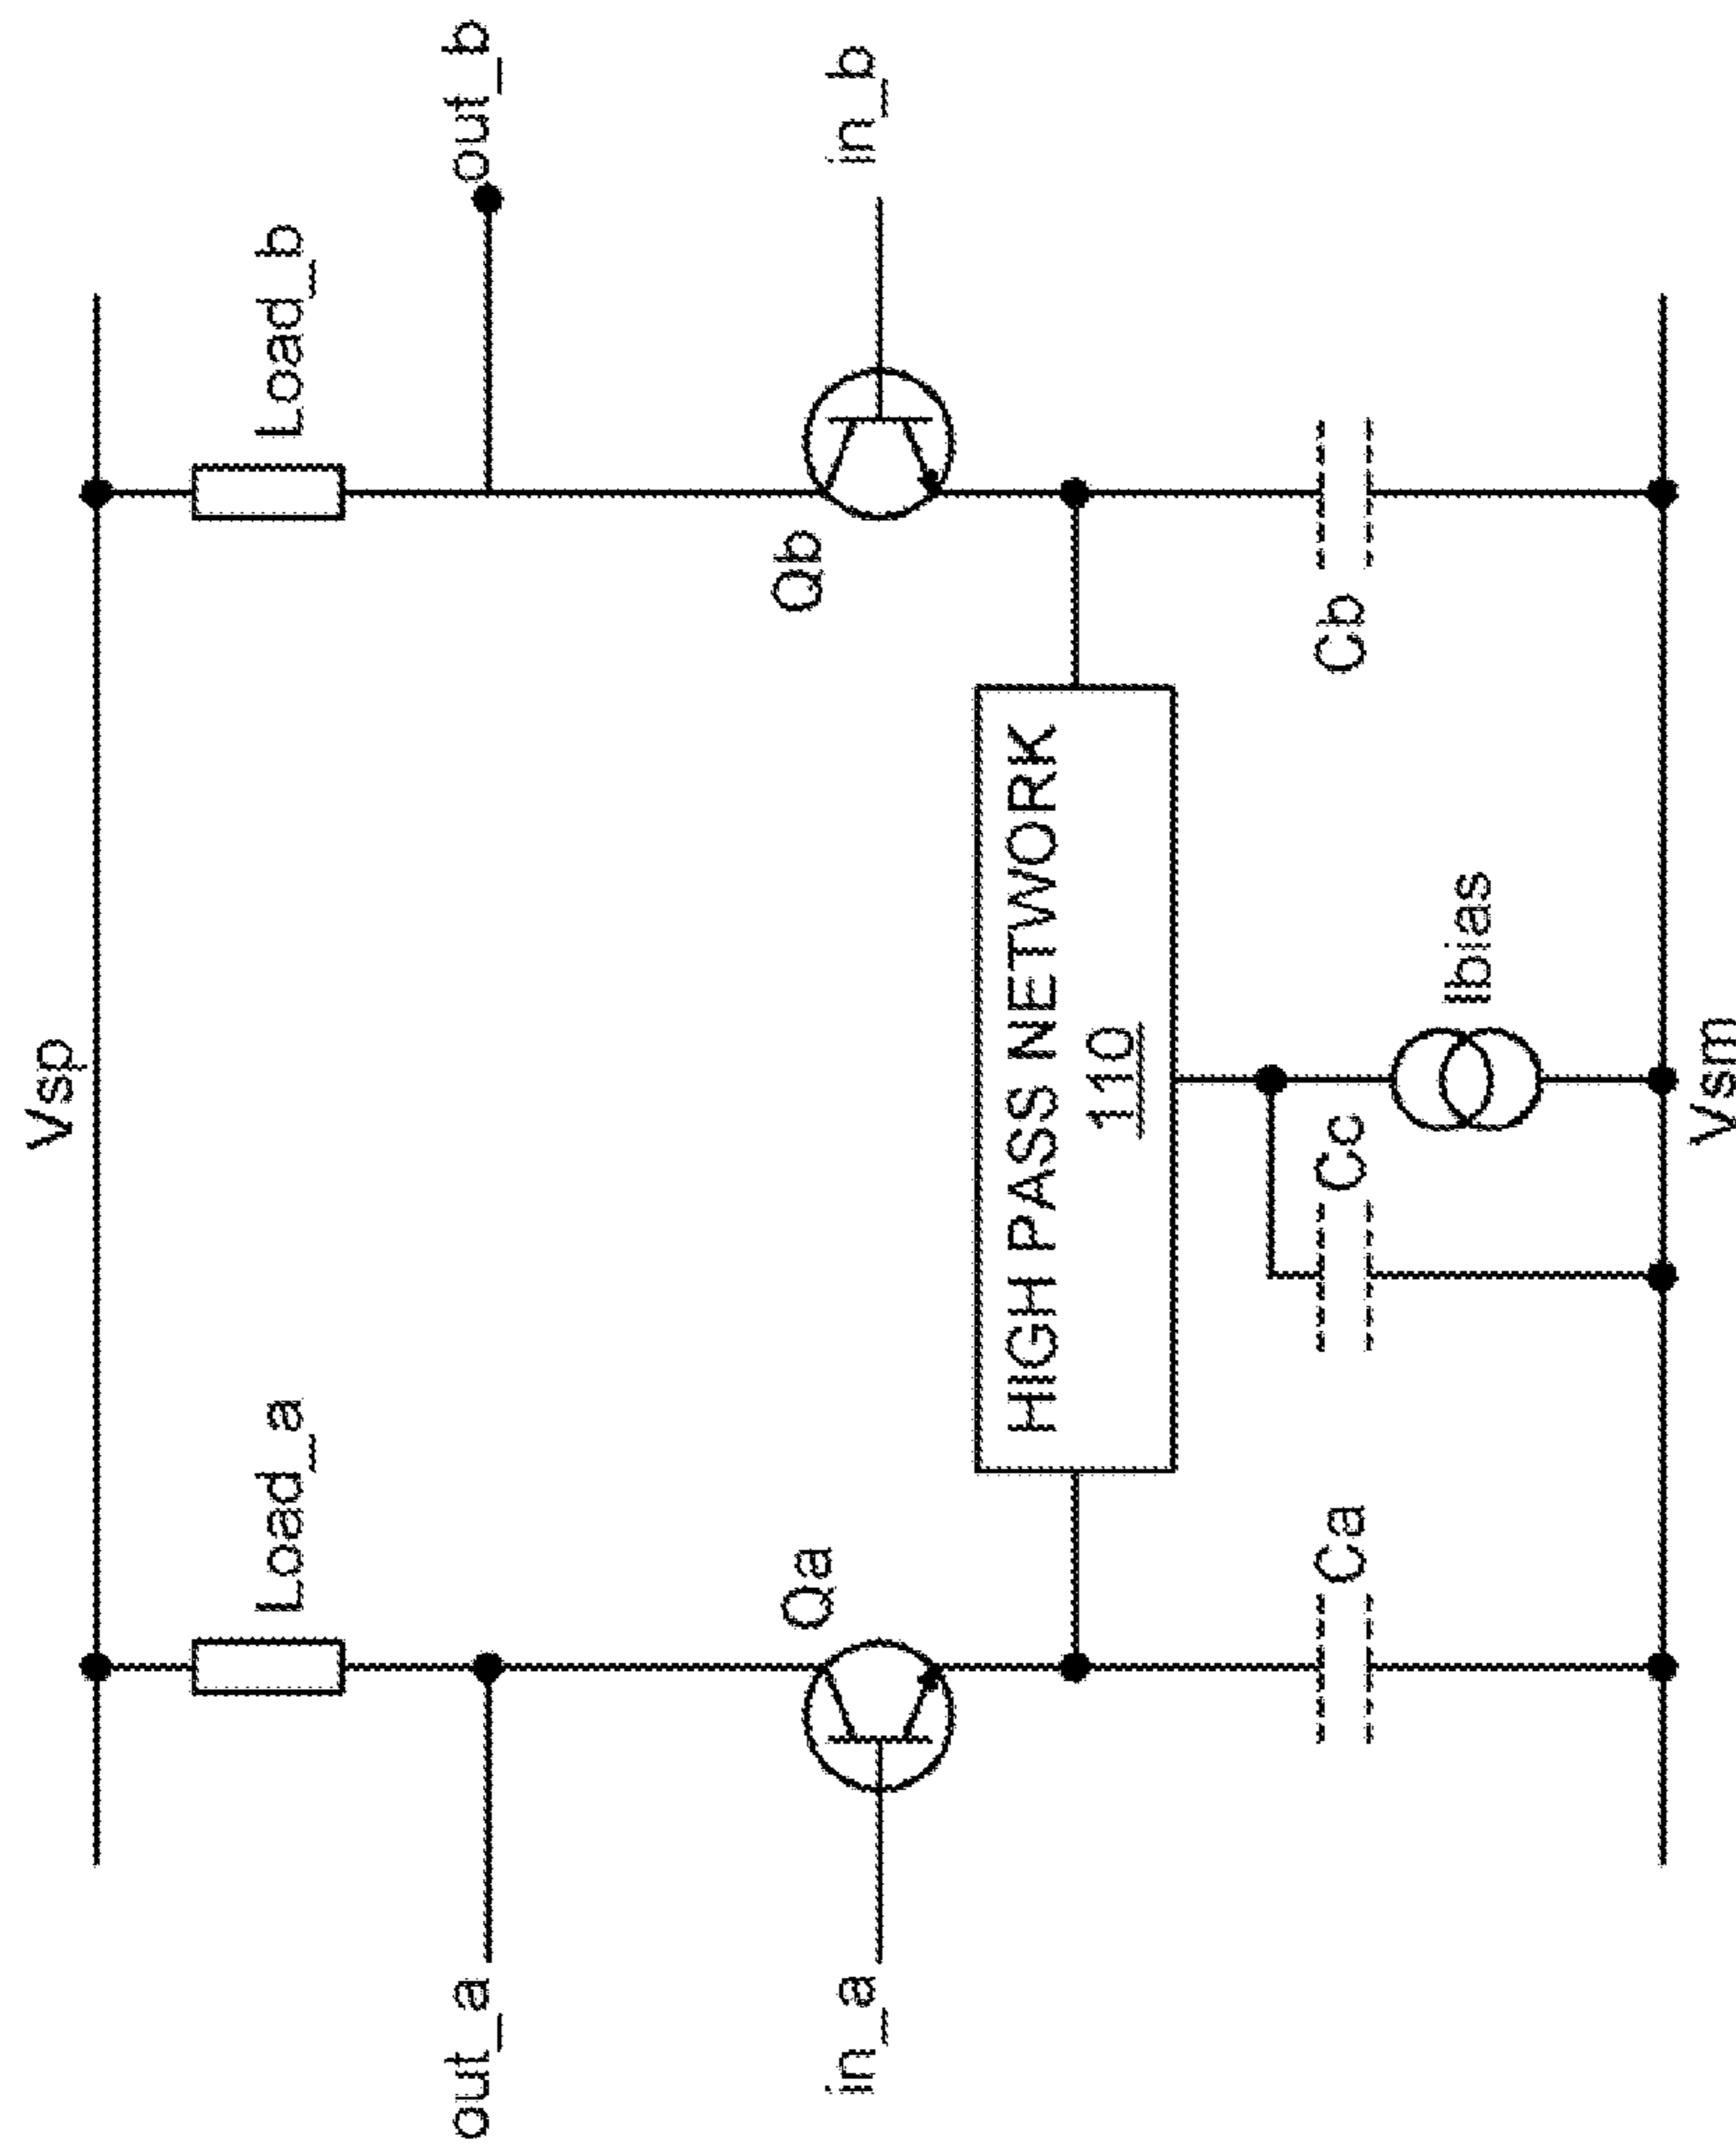 Vsp
Load_a
Load_b
out_a
out_b
Qa
Qb
in_a
in_b
HIGH PASS NETWORK
110
Ca
Cc
Cb
Ibias
Vsm